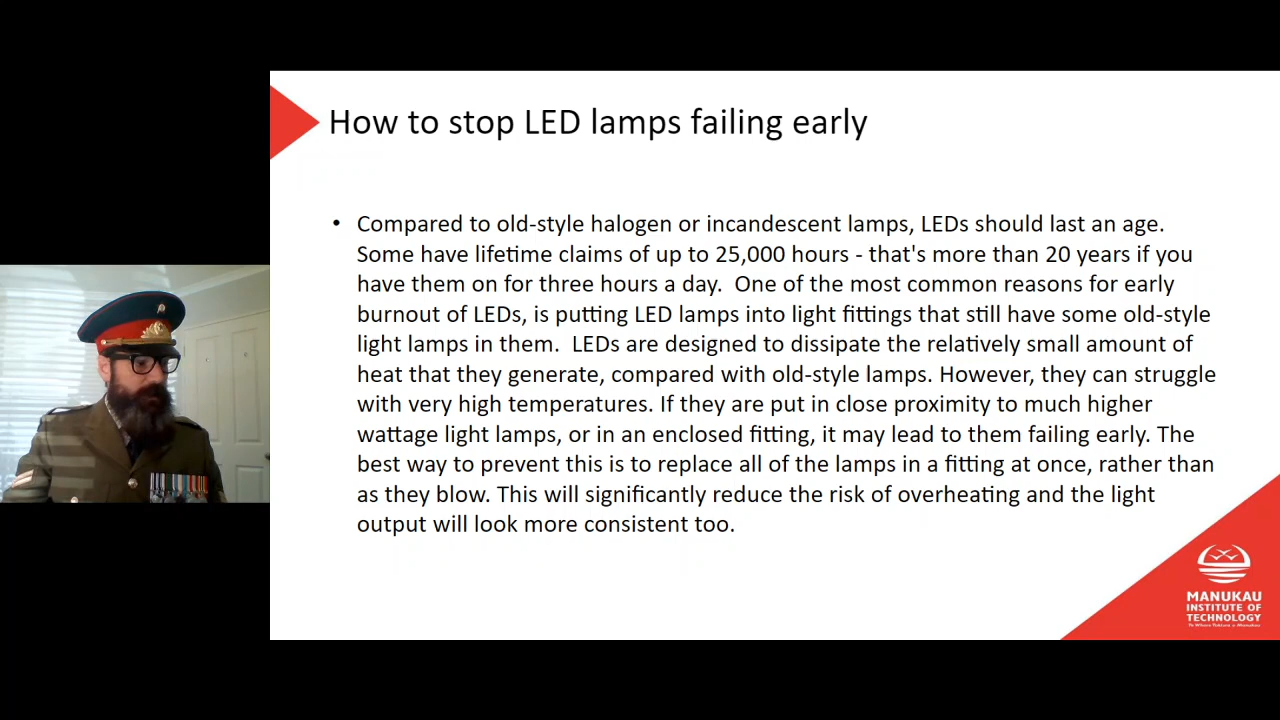 How to stop LED lamps failing early
• Compared to old-style halogen or incandescent lamps, LEDs should last an age.
Some have lifetime claims of up to 25,000 hours - that's more than 20 years if you
have them on for three hours a day.  One of the most common reasons for early
burnout of LEDs, is putting LED lamps into light fittings that still have some old-style
light lamps in them.  LEDs are designed to dissipate the relatively small amount of
heat that they generate, compared with old-style lamps. However, they can struggle
with very high temperatures. If they are put in close proximity to much higher
wattage light lamps, or in an enclosed fitting, it may lead to them failing early. The
best way to prevent this is to replace all of the lamps in a fitting at once, rather than
as they blow. This will significantly reduce the risk of overheating and the light
output will look more consistent too.
MANUKAU
INSTITUTE OF
TECHNOLOGY